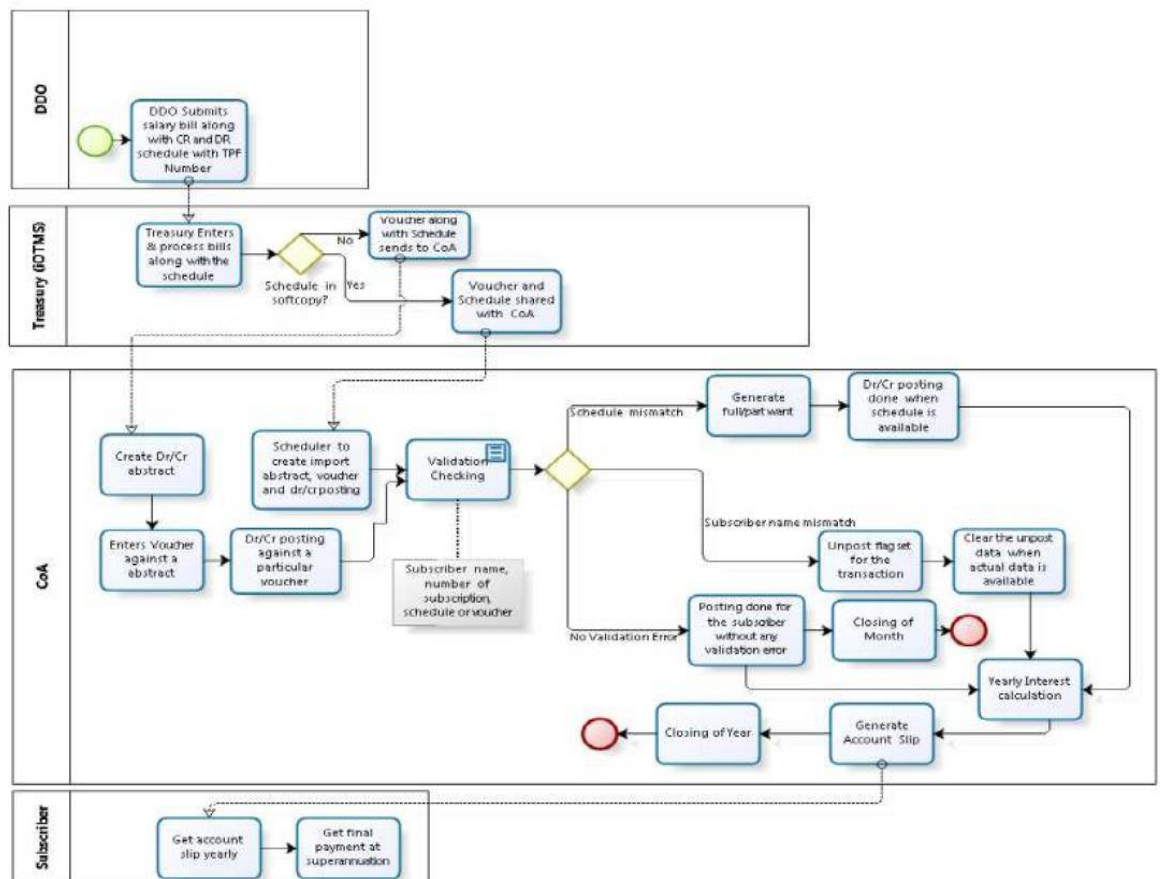 DDO
DDO Submits
salary bill along
with CR and DR
schedule with TPF
Number
Treasury (iOTMS)
Treasury Enters
& process bills
along with the
schedule
No
Schedule in
softcopy?
Yes
Voucher along
with Schedule
sends to CoA
Voucher and
Schedule shared
with CoA
CoA
Create Dr/Cr
abstract
Enters Voucher
against a
abstract
Scheduler to
create import
abstract, voucher
and dr/cr posting
Dr/Cr posting
against a
particular
voucher
Validation
Checking
Subscriber name,
number of
subscription,
schedule or voucher
Schedule mismatch
Generate
full/part want
Dr/Cr posting
done when
schedule is
available
Subscriber name mismatch
Unpost flag set
for the
transaction
Clear the unpost
data when
actual data is
available
No Validation Error
Posting done for
the subscriber
without any
validation error
Closing of
Month
Yearly Interest
calculation
Generate
Account Slip
Closing of Year
Subscriber
Get account
slip yearly
Get final
payment at
superannuation